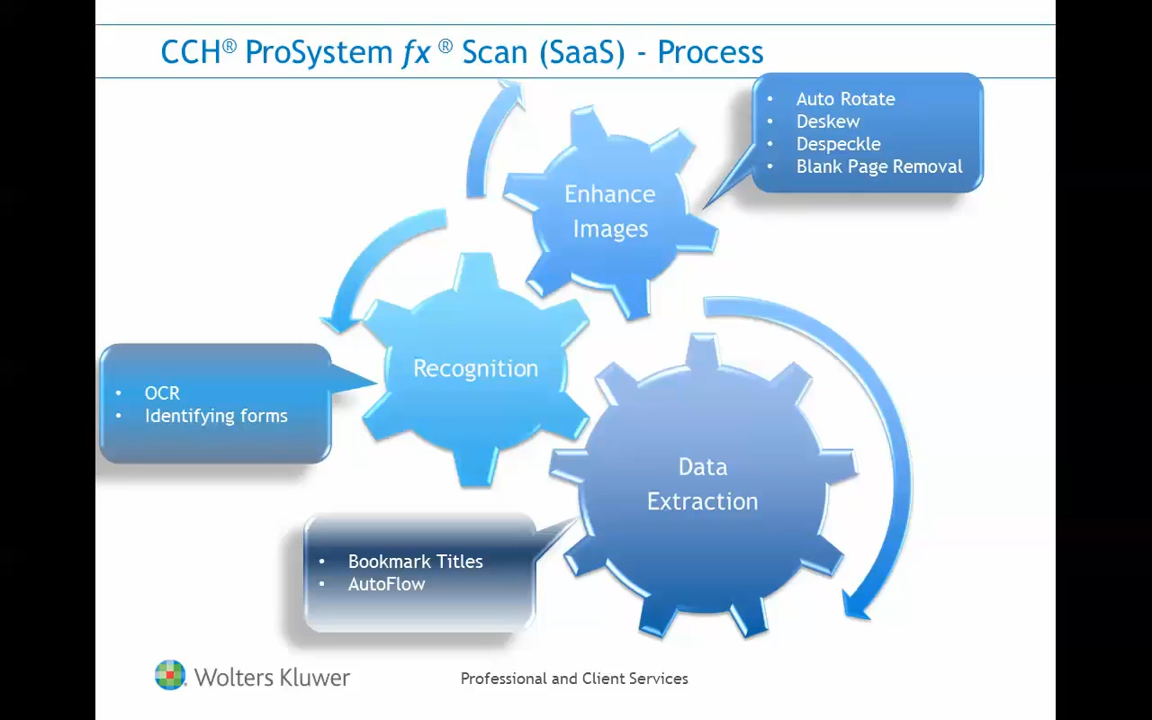 CCH® ProSystem fx ® Scan (SaaS) - Process
• Auto Rotate
• Deskew
• Despeckle
• Blank Page Removal
Enhance
Images
Recognition
• OCR
• Identifying forms
Data
Extraction
• Bookmark Titles
• AutoFlow
Wolters Kluwer
Professional and Client Services